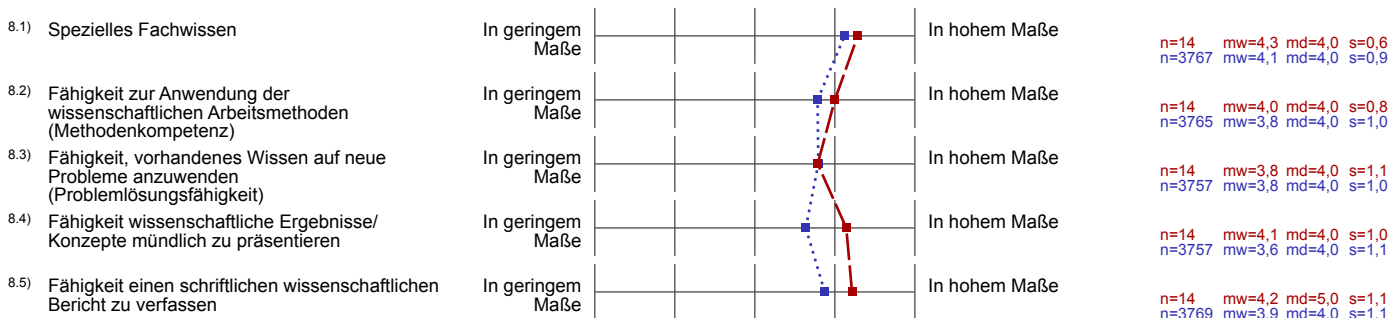 8.1) Spezielles Fachwissen
In geringem
Maße
In hohem Maße
n=14 mw=4,3 md=4,0 s=0,6
n=3767 mw=4,1 md=4,0 s=0,9
8.2) Fähigkeit zur Anwendung der
wissenschaftlichen Arbeitsmethoden
(Methodenkompetenz)
In geringem
Maße
In hohem Maße
n=14 mw=4,0 md=4,0 s=0,8
n=3765 mw=3,8 md=4,0 s=1,0
8.3) Fähigkeit, vorhandenes Wissen auf neue
Probleme anzuwenden
(Problemlösungsfähigkeit)
In geringem
Maße
In hohem Maße
n=14 mw=3,8 md=4,0 s=1,1
n=3757 mw=3,8 md=4,0 s=1,0
8.4) Fähigkeit wissenschaftliche Ergebnisse/
Konzepte mündlich zu präsentieren
In geringem
Maße
In hohem Maße
n=14 mw=4,1 md=4,0 s=1,0
n=3757 mw=3,6 md=4,0 s=1,1
8.5) Fähigkeit einen schriftlichen wissenschaftlichen
Bericht zu verfassen
In geringem
Maße
In hohem Maße
n=14 mw=4,2 md=5,0 s=1,1
n=3769 mw=3,9 md=4,0 s=1,1